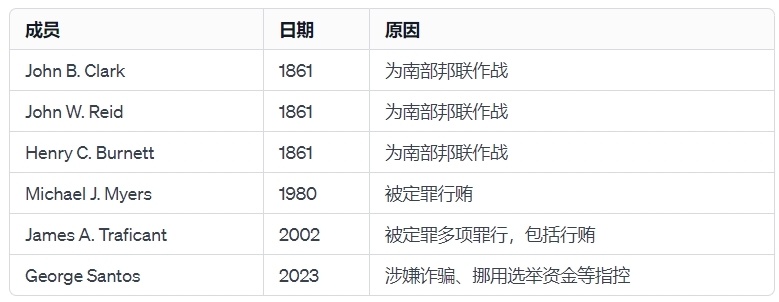 成员 日期 原因
John B. Clark 1861 为南部邦联作战
John W. Reid 1861 为南部邦联作战
Henry C. Burnett 1861 为南部邦联作战
Michael J. Myers 1980 被定罪行贿
James A. Traficant 2002 被定罪多项罪行，包括行贿
George Santos 2023 涉嫌诈骗、挪用选举资金等指控